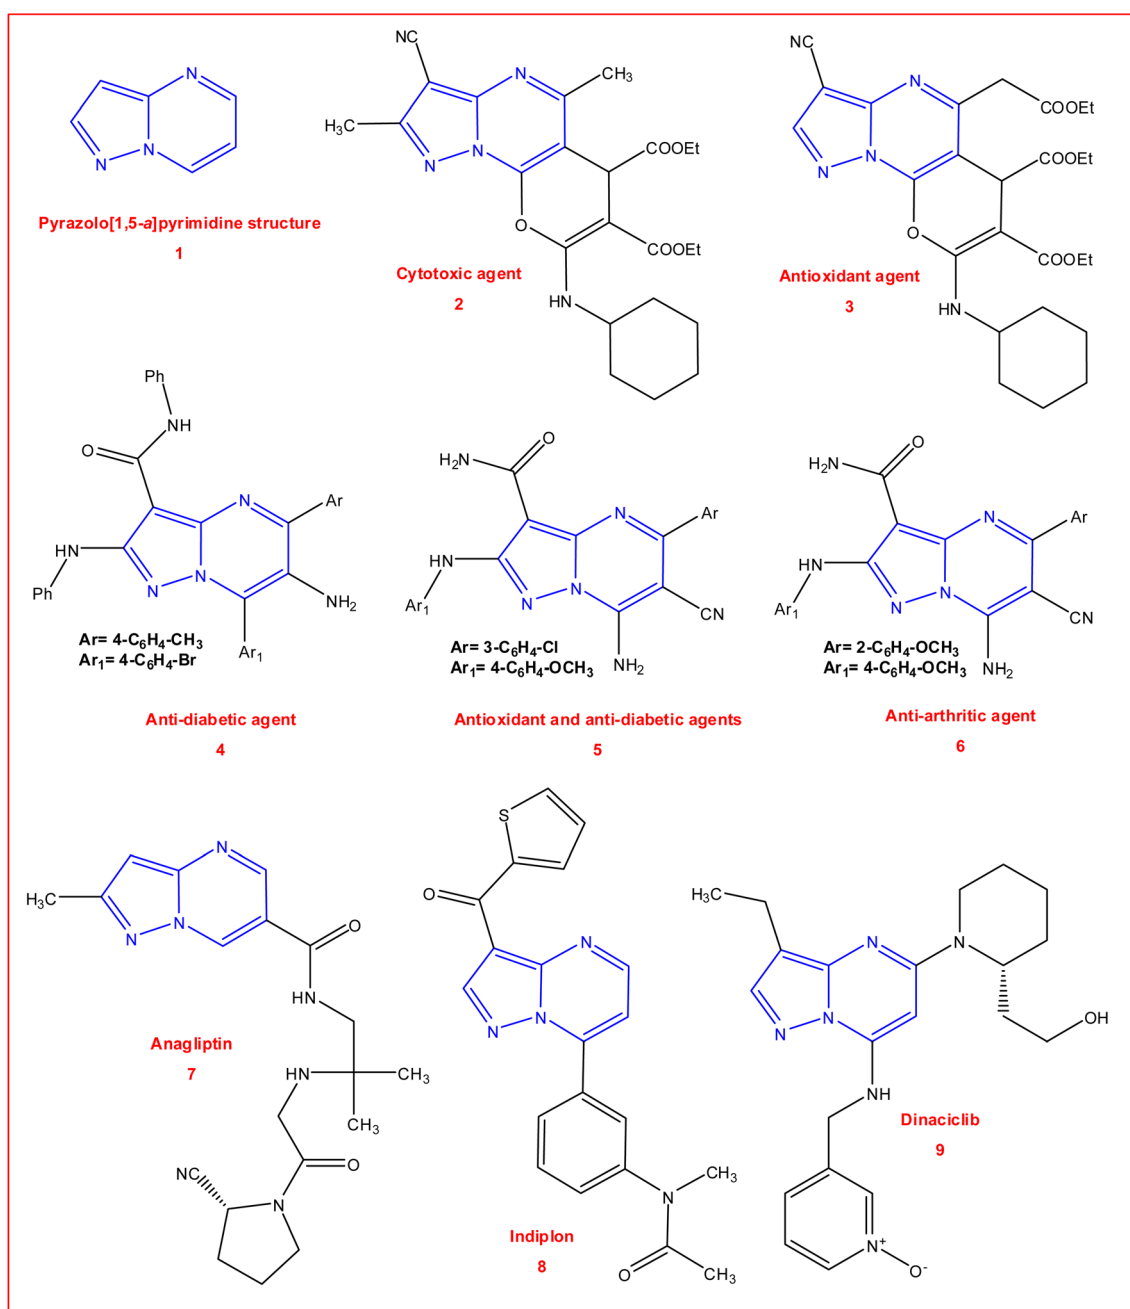 N
N
N
Pyrazolo[1,5-a]pyrimidine structure
1
NC
N
CH3
H3C
N
N
COOEt
O
COOEt
HN
Cytotoxic agent
2
NC
N
COOEt
N
N
COOEt
O
COOEt
HN
Antioxidant agent
3
Ph
NH
O
N
Ar
HN
N
N
Ph
NH2
Ar1
Ar= 4-C6H4-CH3
Ar1= 4-C6H4-Br
Anti-diabetic agent
4
O
H2N
N
Ar
HN
N
N
Ar1
CN
NH2
Ar= 3-C6H4-Cl
Ar1= 4-C6H4-OCH3
Antioxidant and anti-diabetic agents
5
O
H2N
N
Ar
HN
N
N
Ar1
CN
NH2
Ar= 2-C6H4-OCH3
Ar1= 4-C6H4-OCH3
Anti-arthritic agent
6
N
H3C
N
N
O
HN
HN
CH3
CH3
O
NC
N
Anagliptin
7
S
O
N
N
N
N
CH3
O
CH3
Indiplon
8
H3C
N
N
N
N
OH
NH
N+
O-
Dinaciclib
9